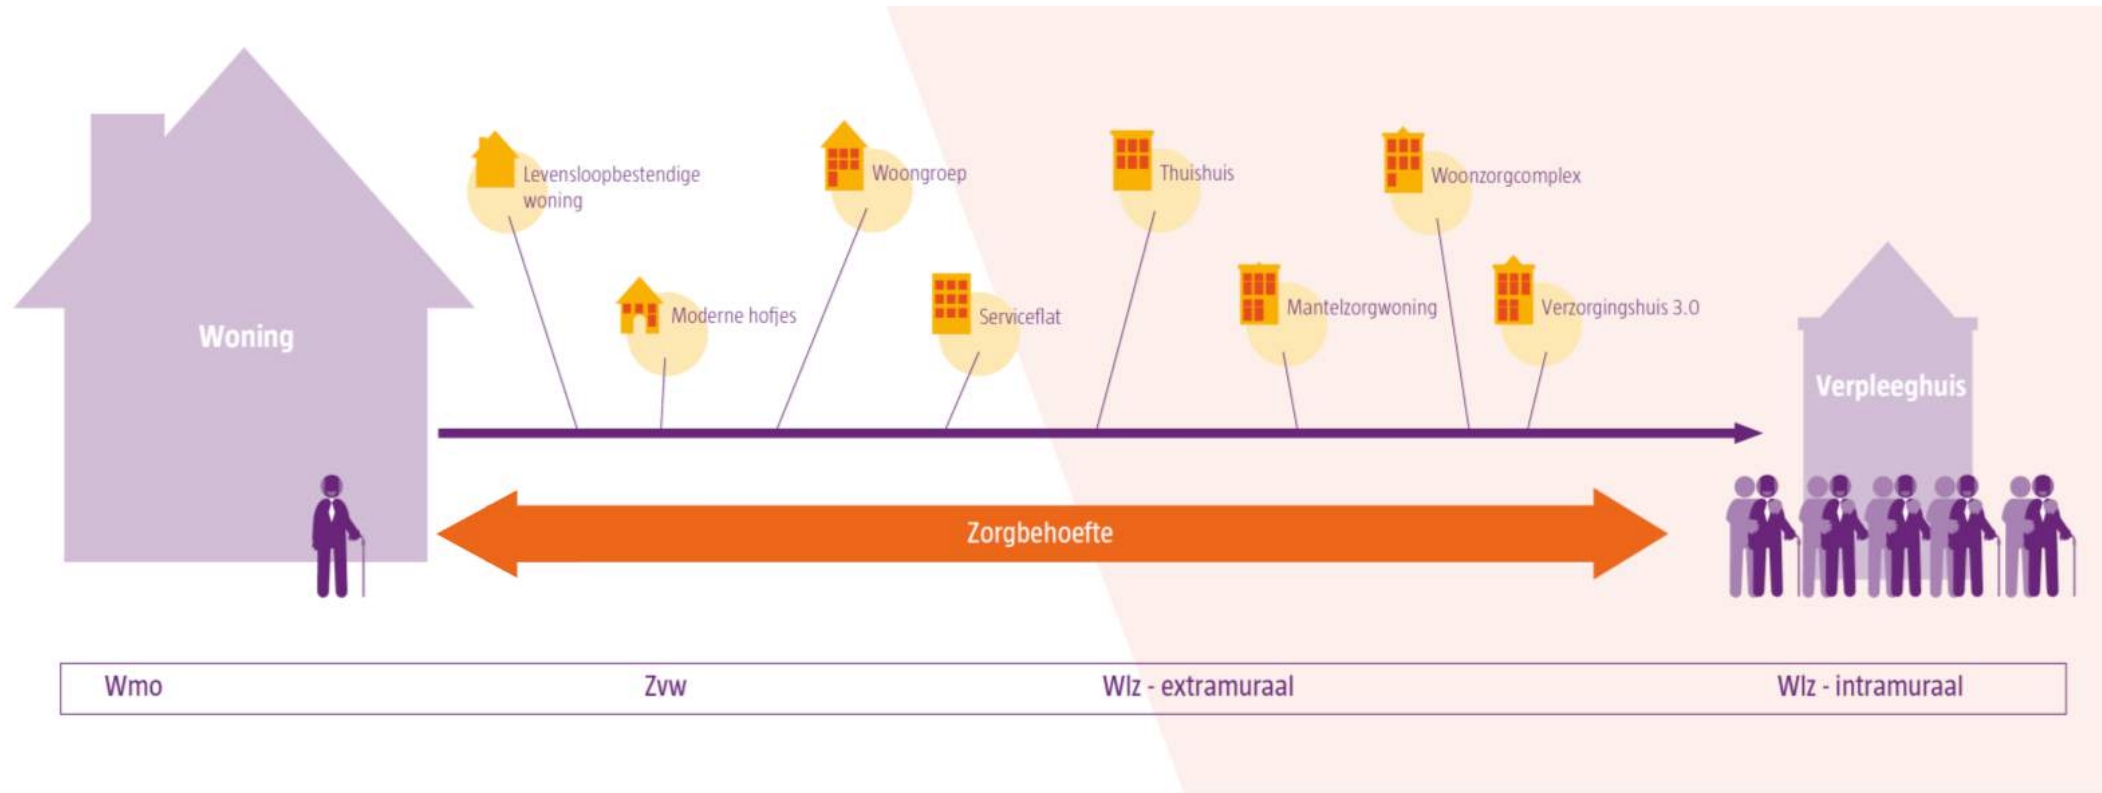 Levensloopbestendige
woning
Woongroep
Thuishuis
Woonzorgcomplex
Moderne hofjes
Serviceflat
Mantelzorgwoning
Verzorgingshuis 3.0
Woning
Verpleeghuis
Zorgbehoefte
Wmo
Zvw
Wlz - extramuraal
Wlz - intramuraal